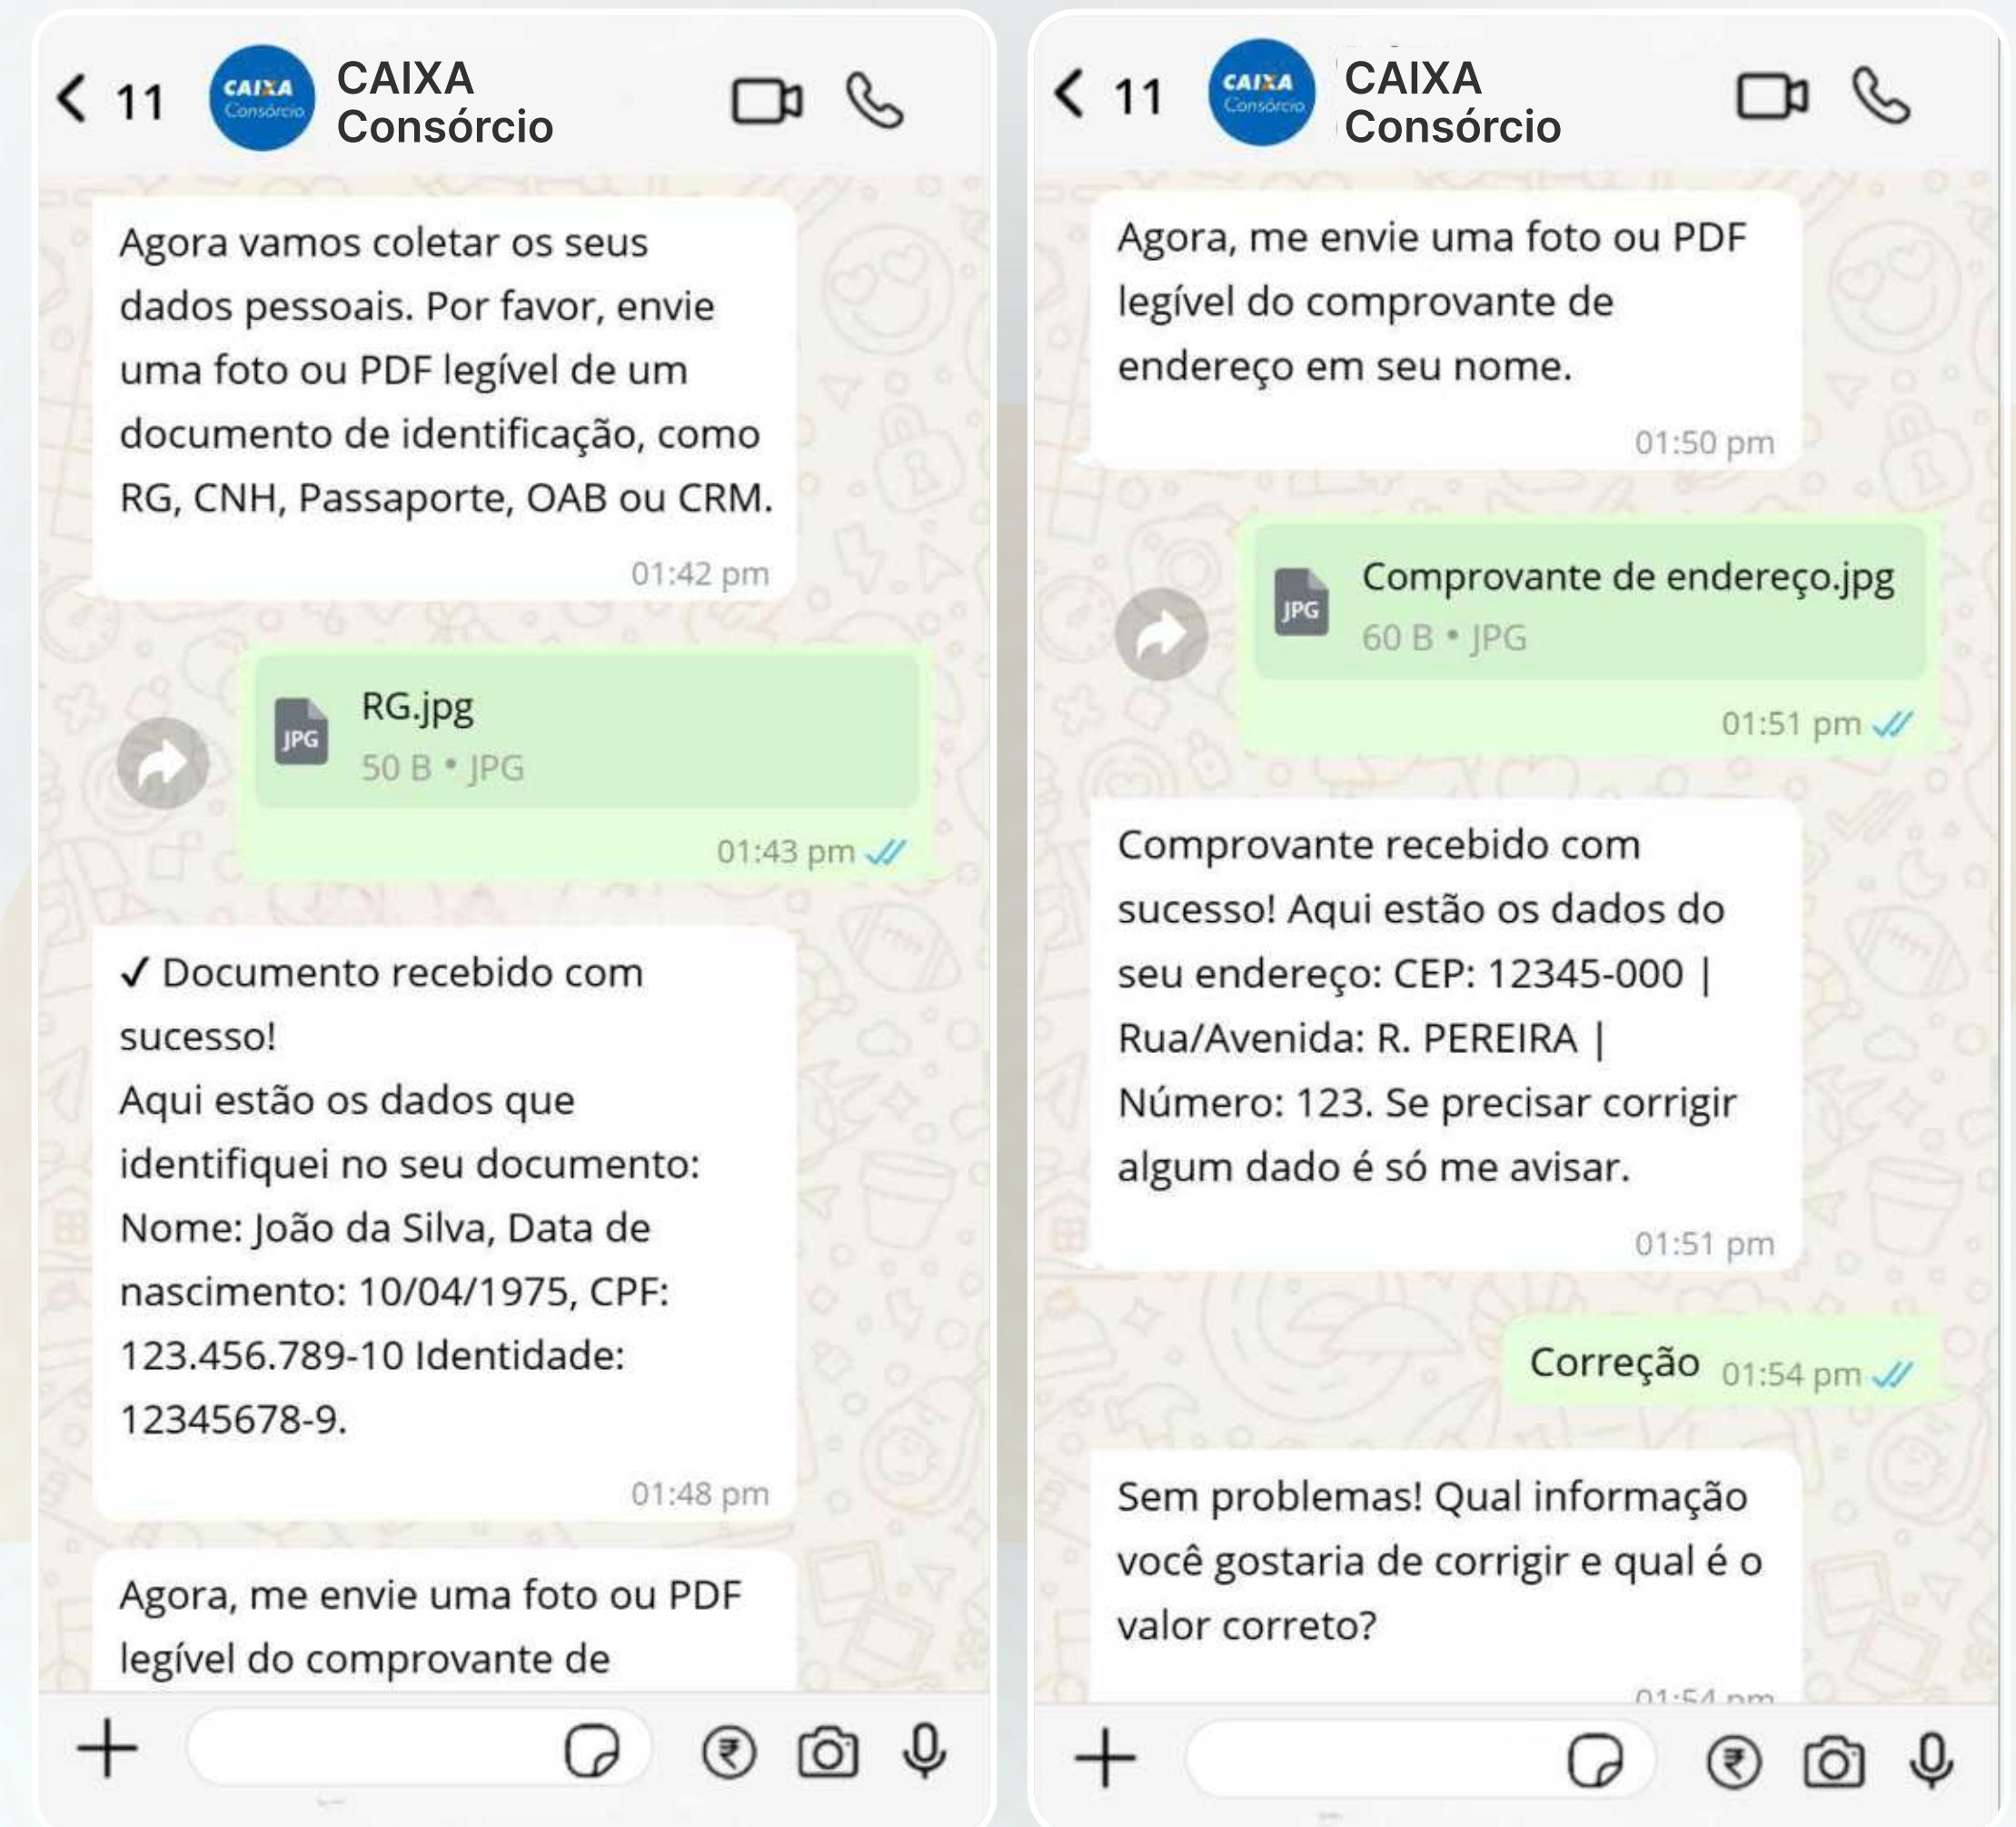 11
CAIXA
Consórcio
CAIXA
Consórcio
Agora vamos coletar os seus
dados pessoais. Por favor, envie
uma foto ou PDF legível de um
documento de identificação, como
RG, CNH, Passaporte, OAB ou CRM.
01:42 pm
JPG
RG.jpg
50 B • JPG
01:43 pm
✓ Documento recebido com
sucesso!
Aqui estão os dados que
identifiquei no seu documento:
Nome: João da Silva, Data de
nascimento: 10/04/1975, CPF:
123.456.789-10 Identidade:
12345678-9.
01:48 pm
Agora, me envie uma foto ou PDF
legível do comprovante de
11
CAIXA
Consórcio
CAIXA
Consórcio
Agora, me envie uma foto ou PDF
legível do comprovante de
endereço em seu nome.
01:50 pm
JPG
Comprovante de endereço.jpg
60 B • JPG
01:51 pm
Comprovante recebido com
sucesso! Aqui estão os dados do
seu endereço: CEP: 12345-000 |
Rua/Avenida: R. PEREIRA |
Número: 123. Se precisar corrigir
algum dado é só me avisar.
01:51 pm
Correção 01:54 pm
Sem problemas! Qual informação
você gostaria de corrigir e qual é o
valor correto?
01:54 pm